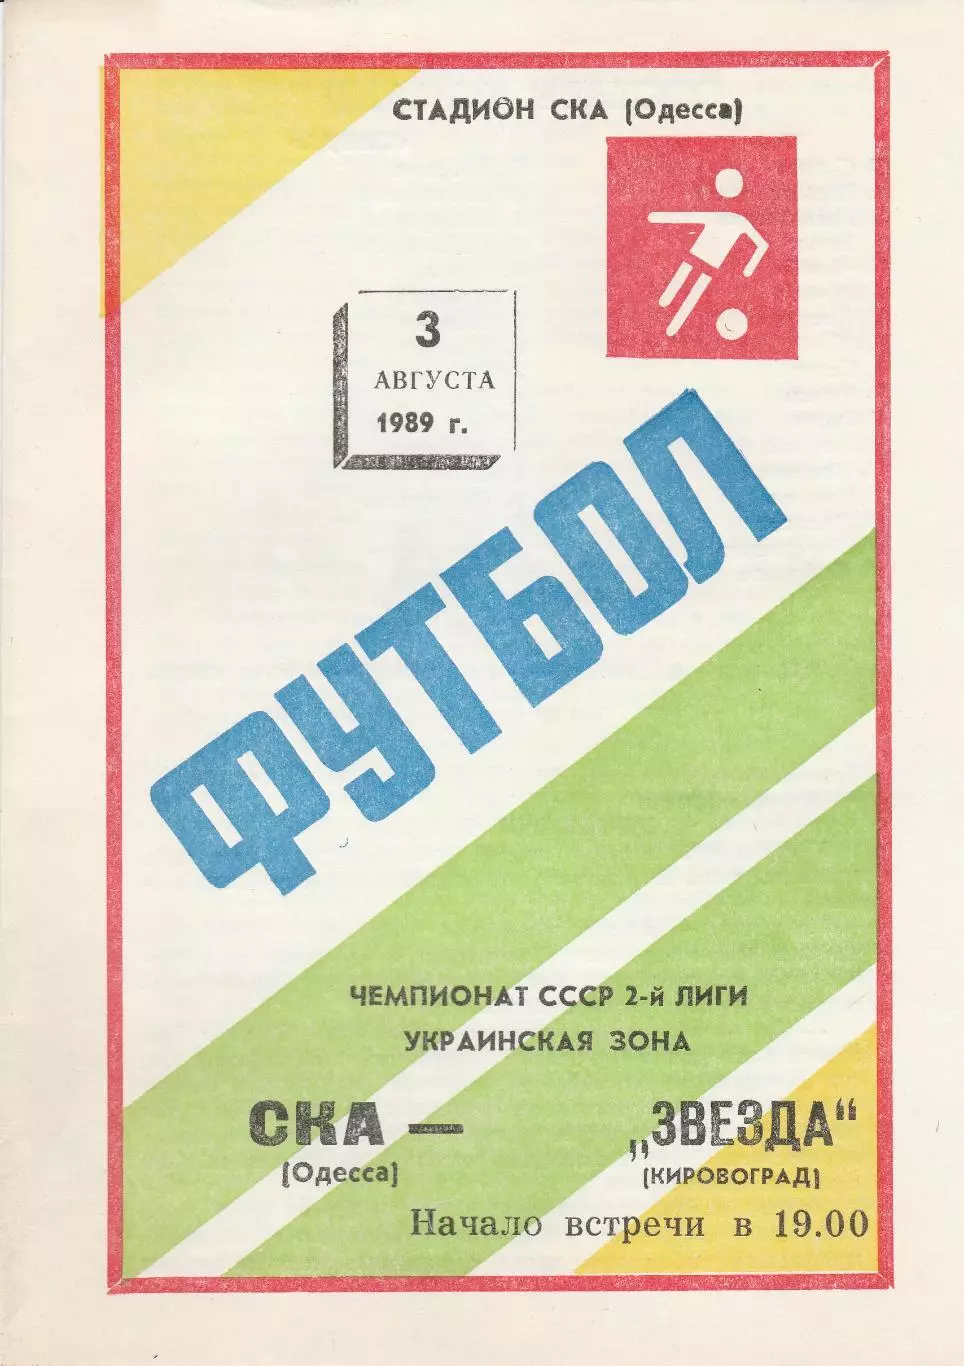 СТАДИОН СКА (Одесса)
3
АВГУСТА
1989 г.
ФУТБОЛ
ЧЕМПИОНАТ СССР 2-й ЛИГИ
УКРАИНСКАЯ ЗОНА
СКА — „ЗВЕЗДА“
(Одесса) (КИРОВОГРАД)
Начало встречи в 19.00